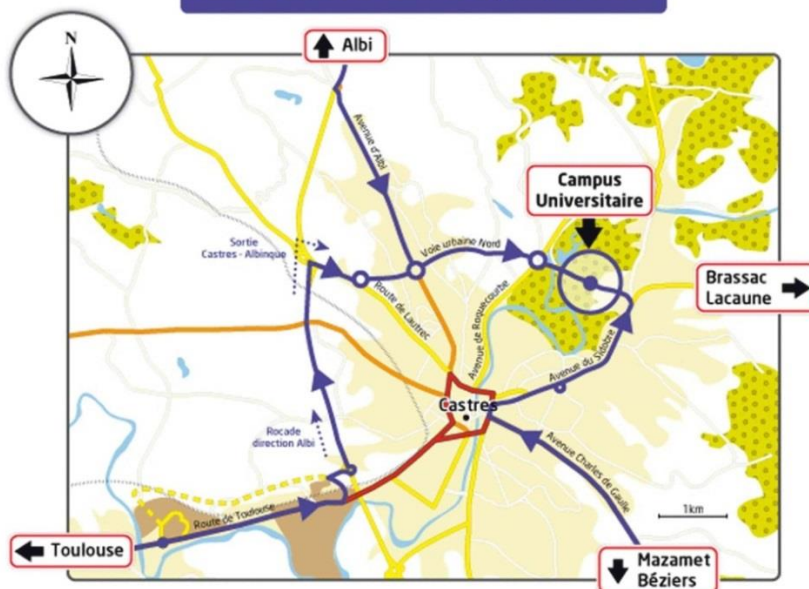 N
Albi
Avenue d'Albi
Campus
Universitaire
Sortie
Castres - Albinque
Voie urbaine Nord
Brassac
Lacaune
Route de Lautrec
Avenue de Roquecourbe
Avenue du Sidobre
Castres
Rocade
direction Albi
Avenue Charles de Gaulle
Route de Toulouse
1km
Toulouse
Mazamet
Béziers